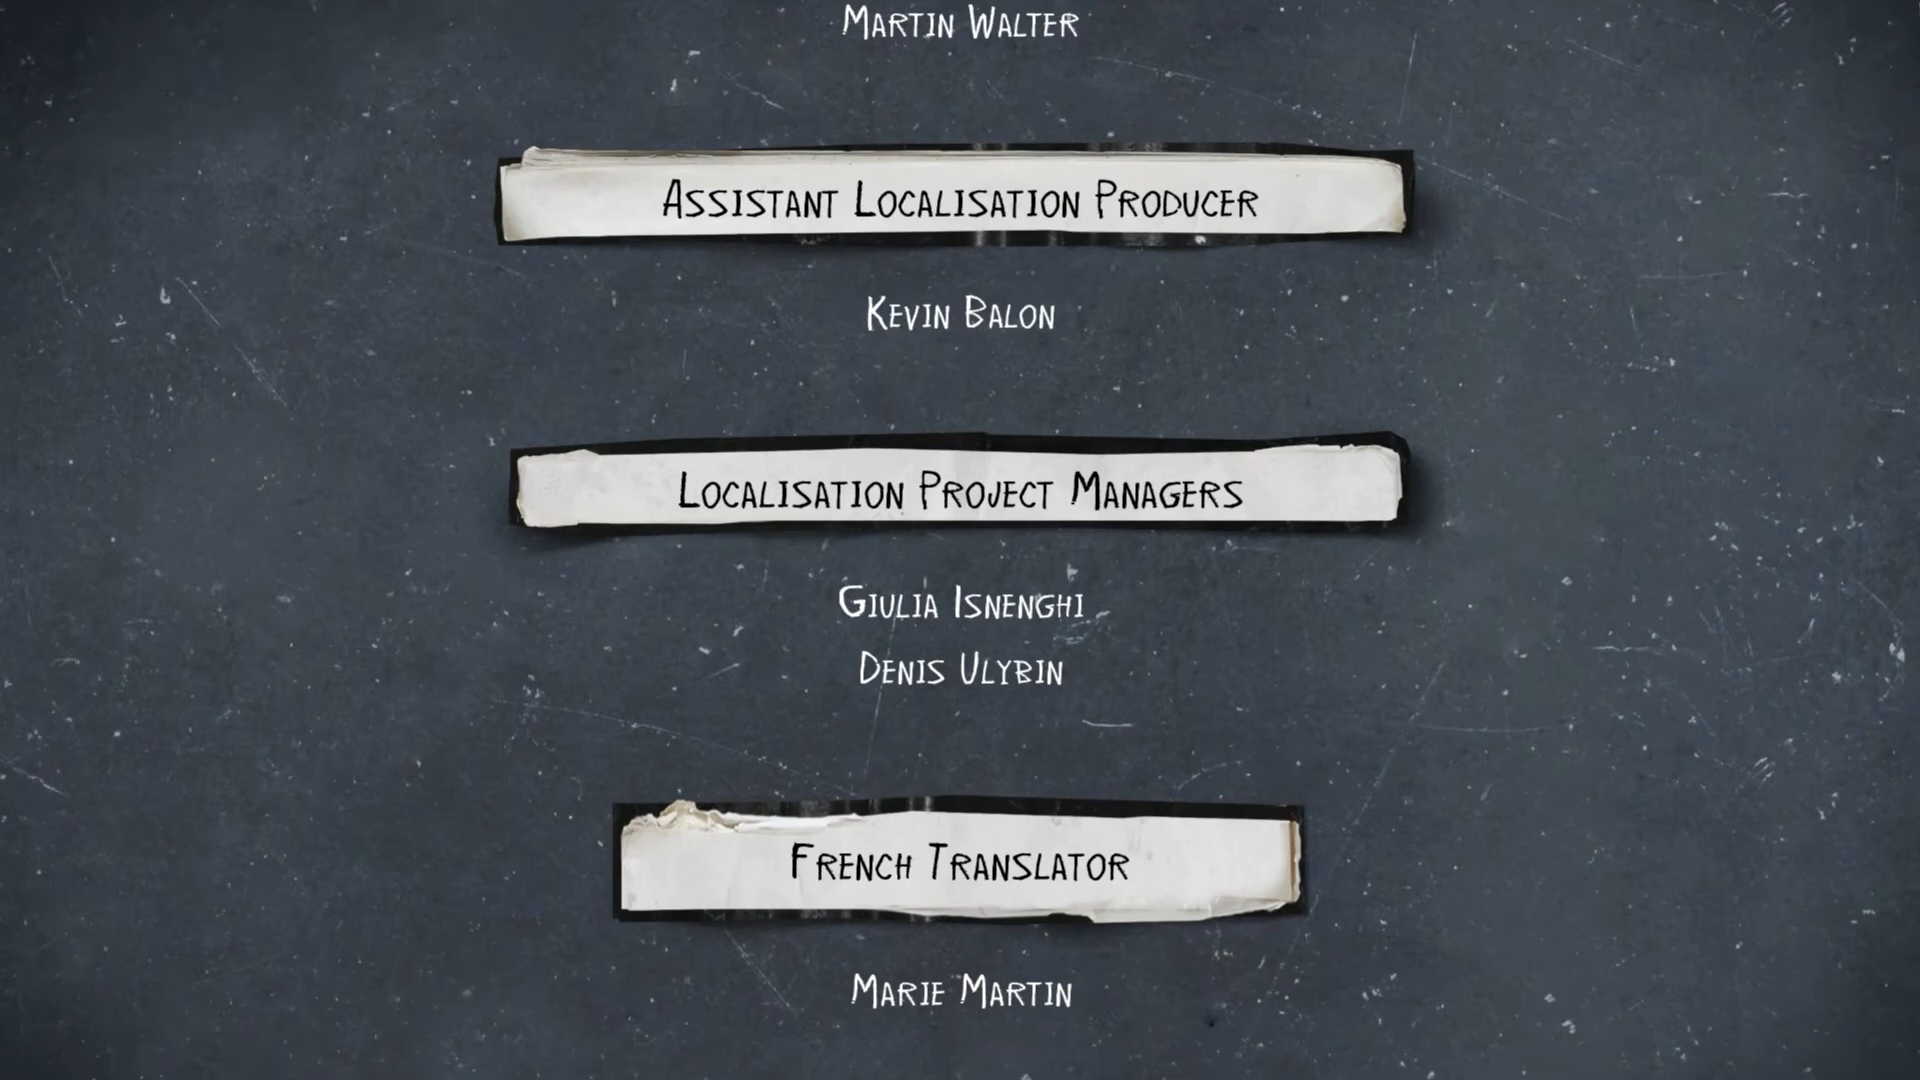 Martin Walter
Assistant Localisation Producer
Kevin Balon
Localisation Project Managers
Giulia Isnenghi
Denis Ulybin
French Translator
Marie Martin